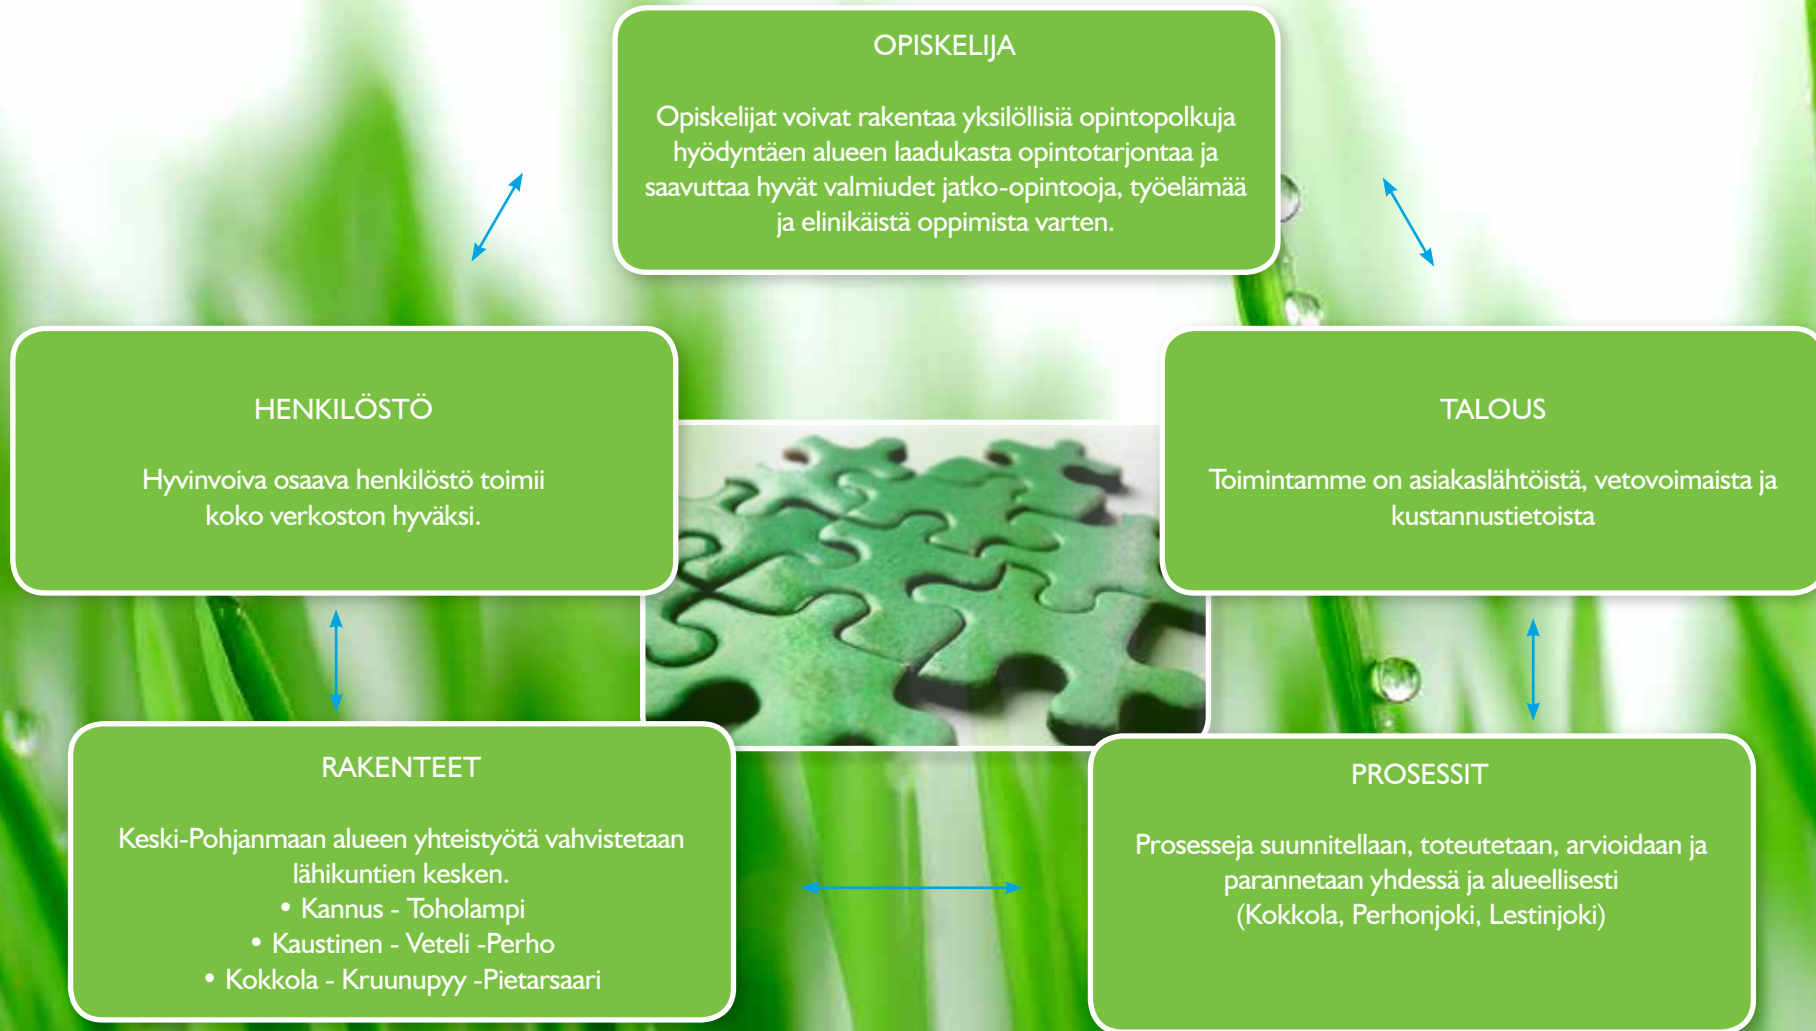 OPISKELIJA
Opiskelijat voivat rakentaa yksilöllisiä opintopolkuja
hyödyntäen alueen laadukasta opintotarjontaa ja
saavuttaa hyvät valmiudet jatko-opintooja, työelämää
ja elinikäistä oppimista varten.
HENKILÖSTÖ
Hyvinvoiva osaava henkilöstö toimii
koko verkoston hyväksi.
TALOUS
Toimintamme on asiakaslähtöistä, vetovoimaista ja
kustannustietoista
RAKENTEET
Keski-Pohjanmaan alueen yhteistyötä vahvistetaan
lähikuntien kesken.
• Kannus - Toholampi
• Kaustinen - Veteli -Perho
• Kokkola - Kruunupyy -Pietarsaari
PROSESSIT
Prosesseja suunnitellaan, toteutetaan, arvioidaan ja
parannetaan yhdessä ja alueellisesti
(Kokkola, Perhonjoki, Lestinjoki)